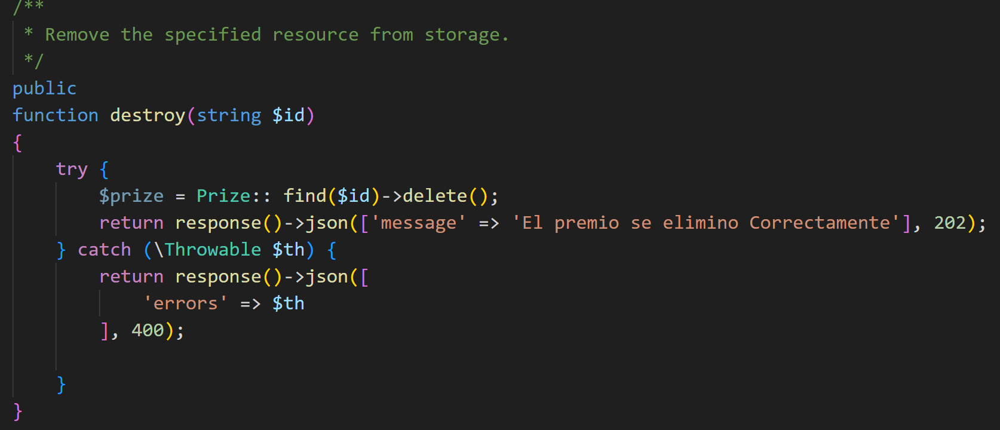 /**
 * Remove the specified resource from storage.
 */
public
function destroy(string $id)
{
    try {
        $prize = Prize:: find($id)->delete();
        return response()->json(['message' => 'El premio se elimino Correctamente'], 202);
    } catch (\Throwable $th) {
        return response()->json([
            'errors' => $th
        ], 400);

    }
}